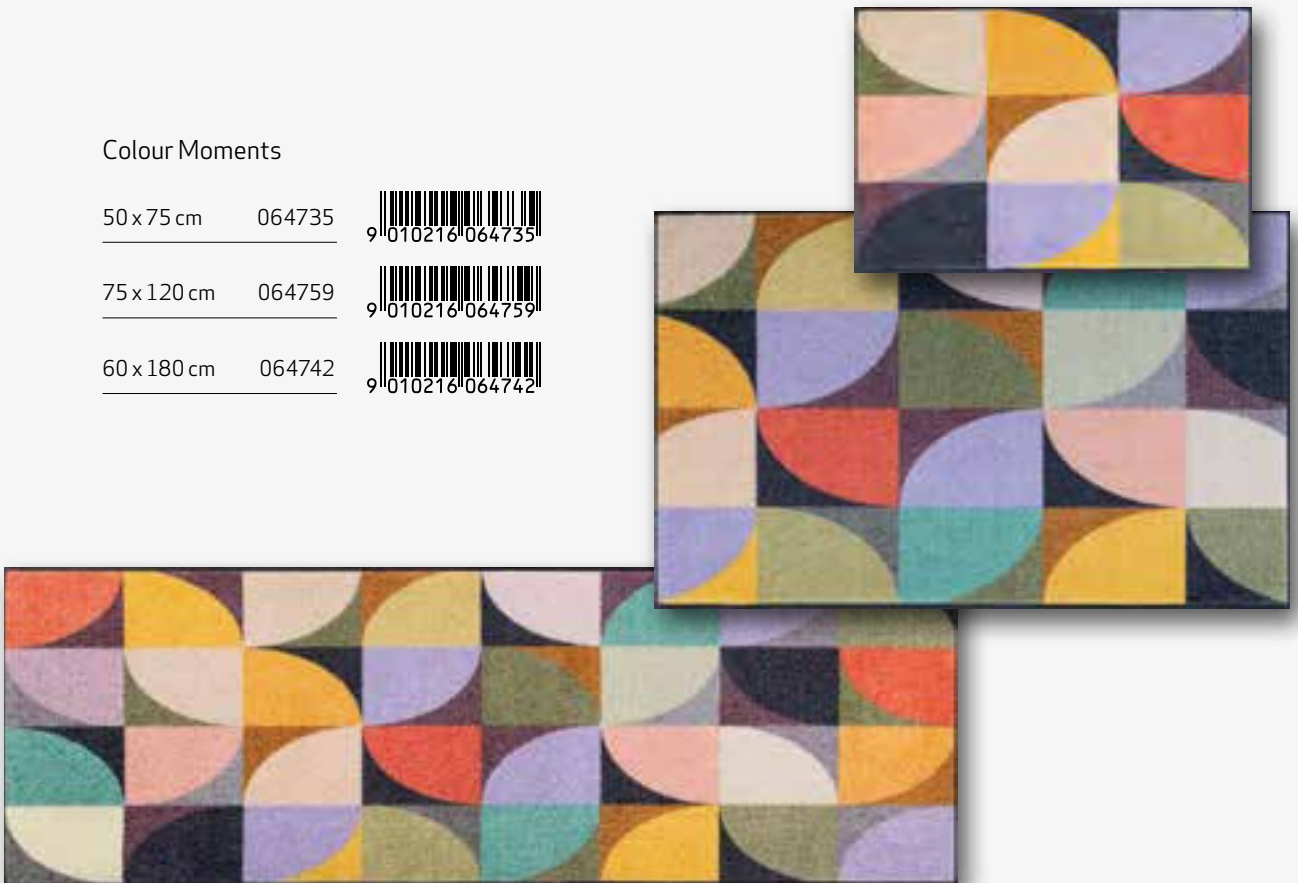 Colour Moments
50 x 75 cm 064735
9 010216 064735
75 x 120 cm 064759
9 010216 064759
60 x 180 cm 064742
9 010216 064742